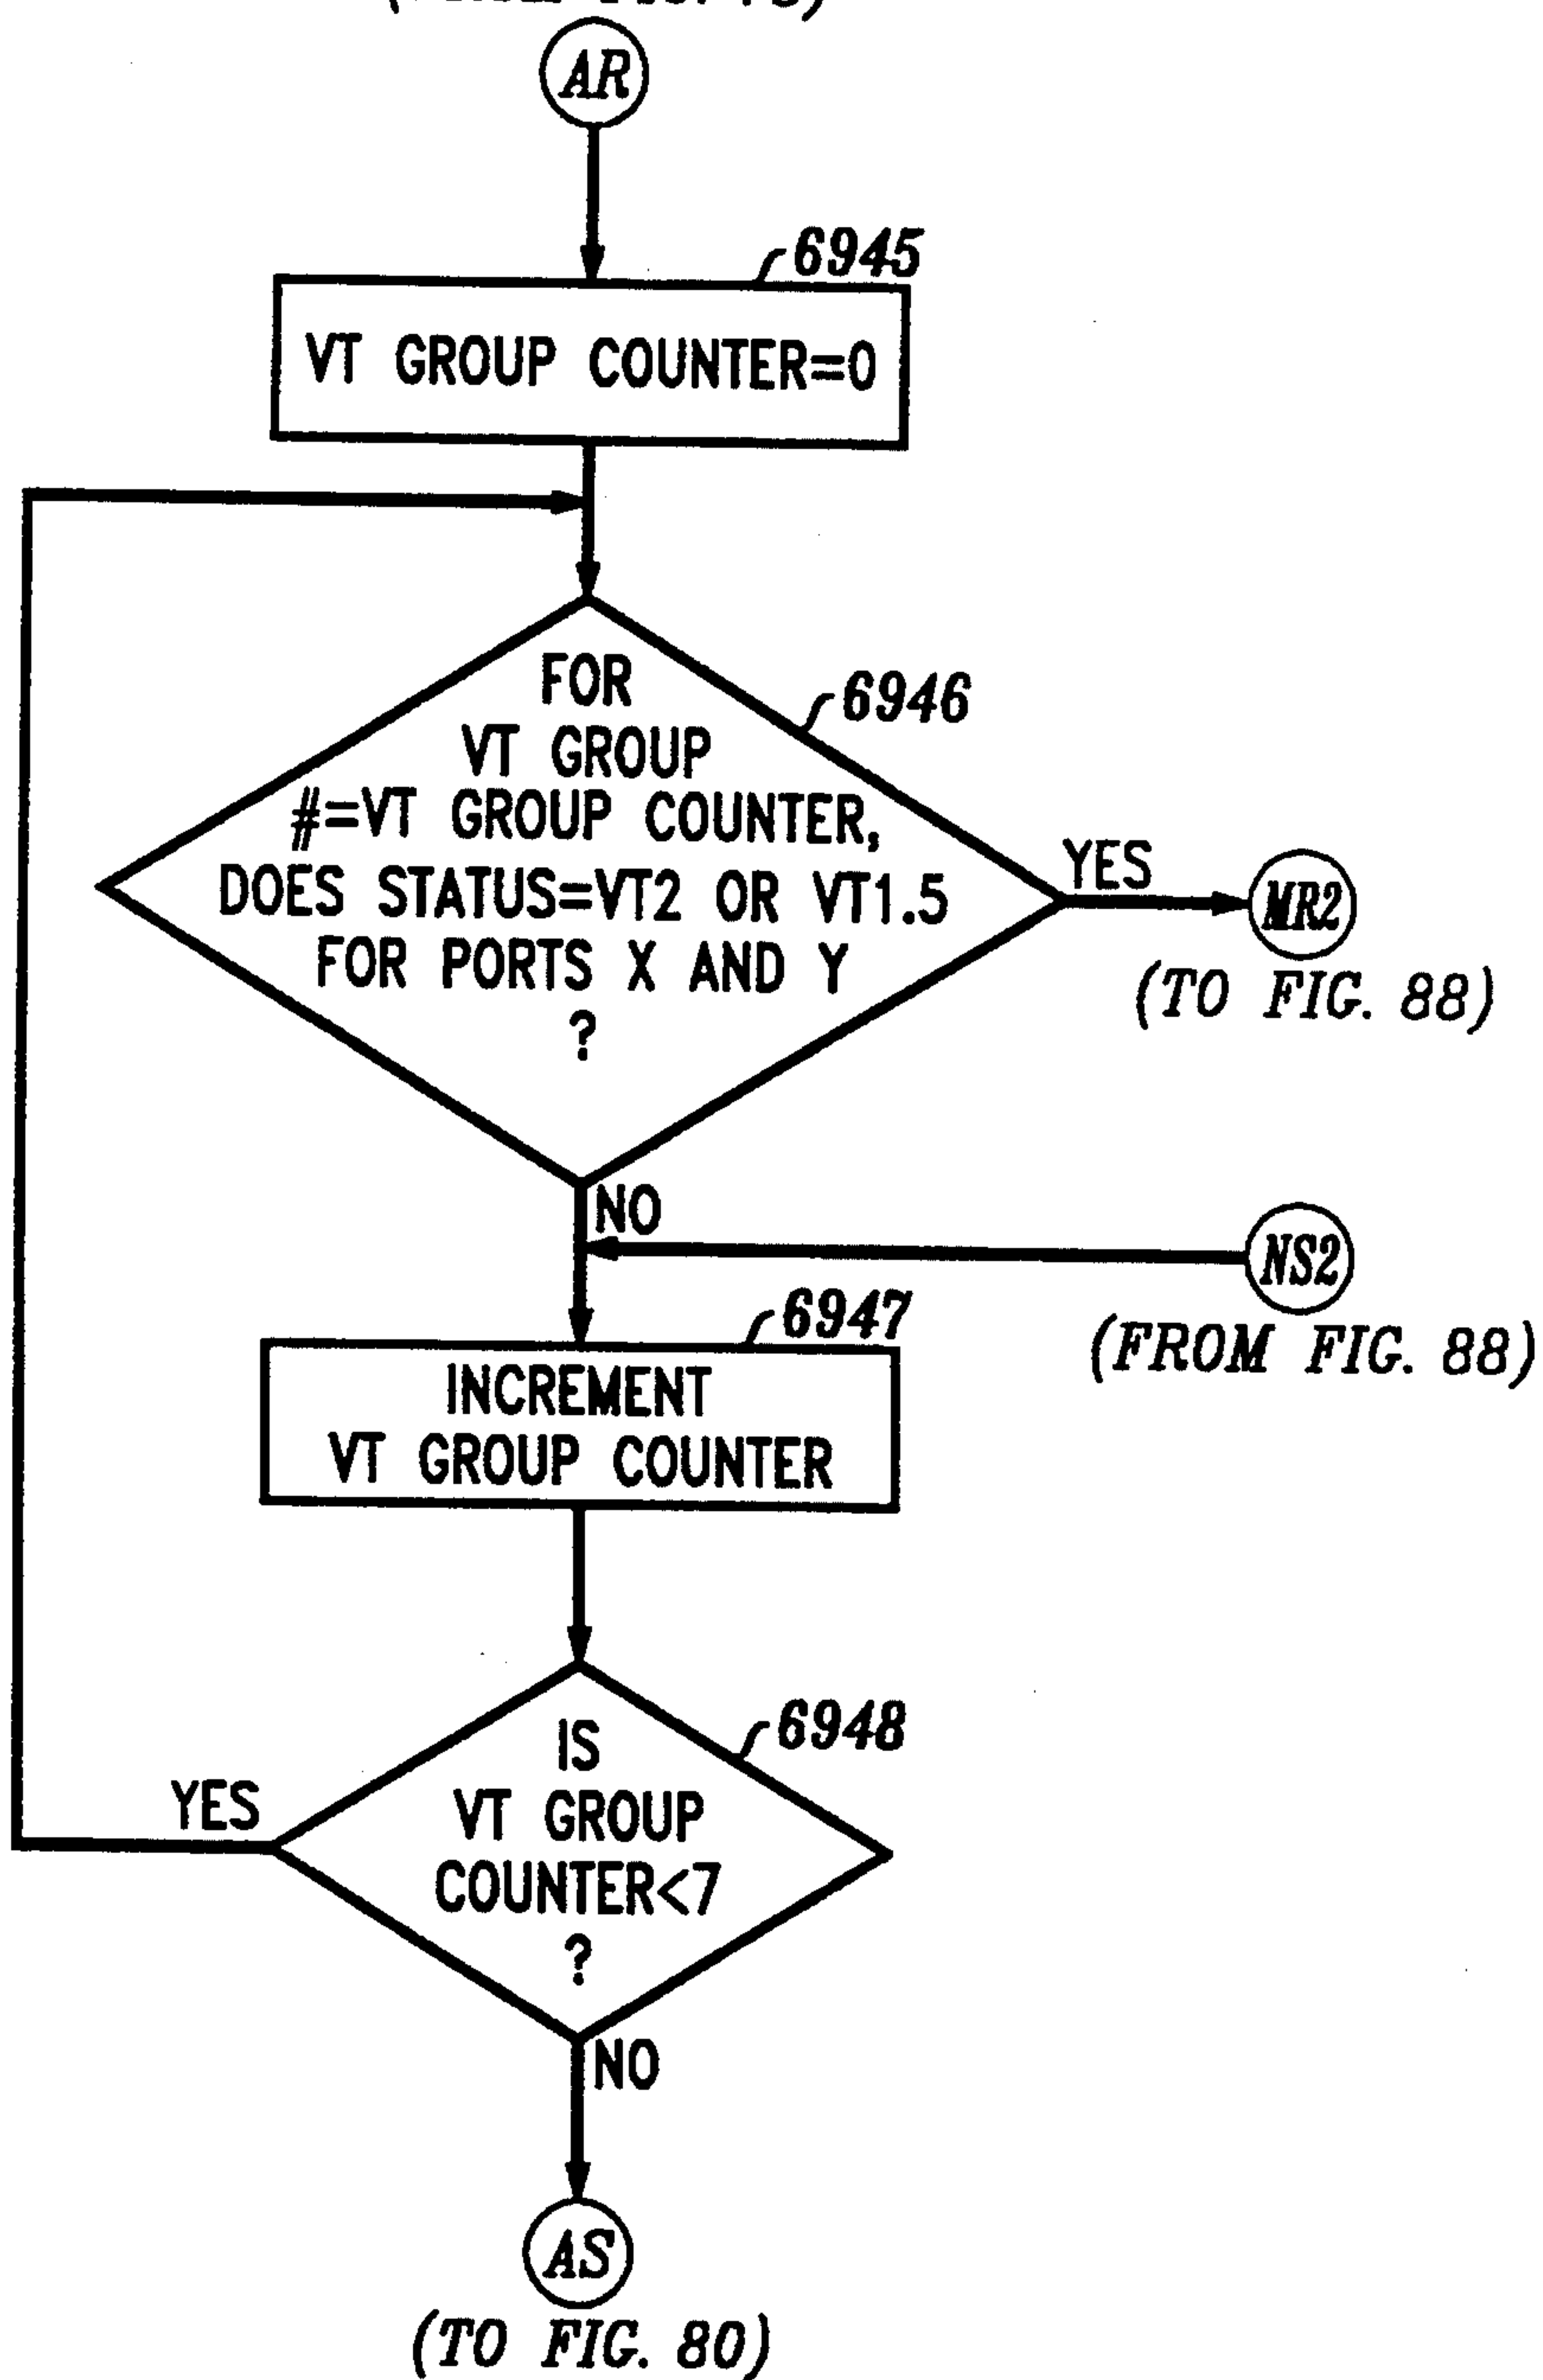 AR
6945
VT GROUP COUNTER=0
FOR
VT GROUP
#=VT GROUP COUNTER,
DOES STATUS=VT2 OR VT1.5
FOR PORTS X AND Y
?
6946
YES
MR2
(TO FIG. 88)
NO
NS2
(FROM FIG. 88)
6947
INCREMENT
VT GROUP COUNTER
6948
IS
VT GROUP
COUNTER<7
?
YES
NO
AS
(TO FIG. 80)